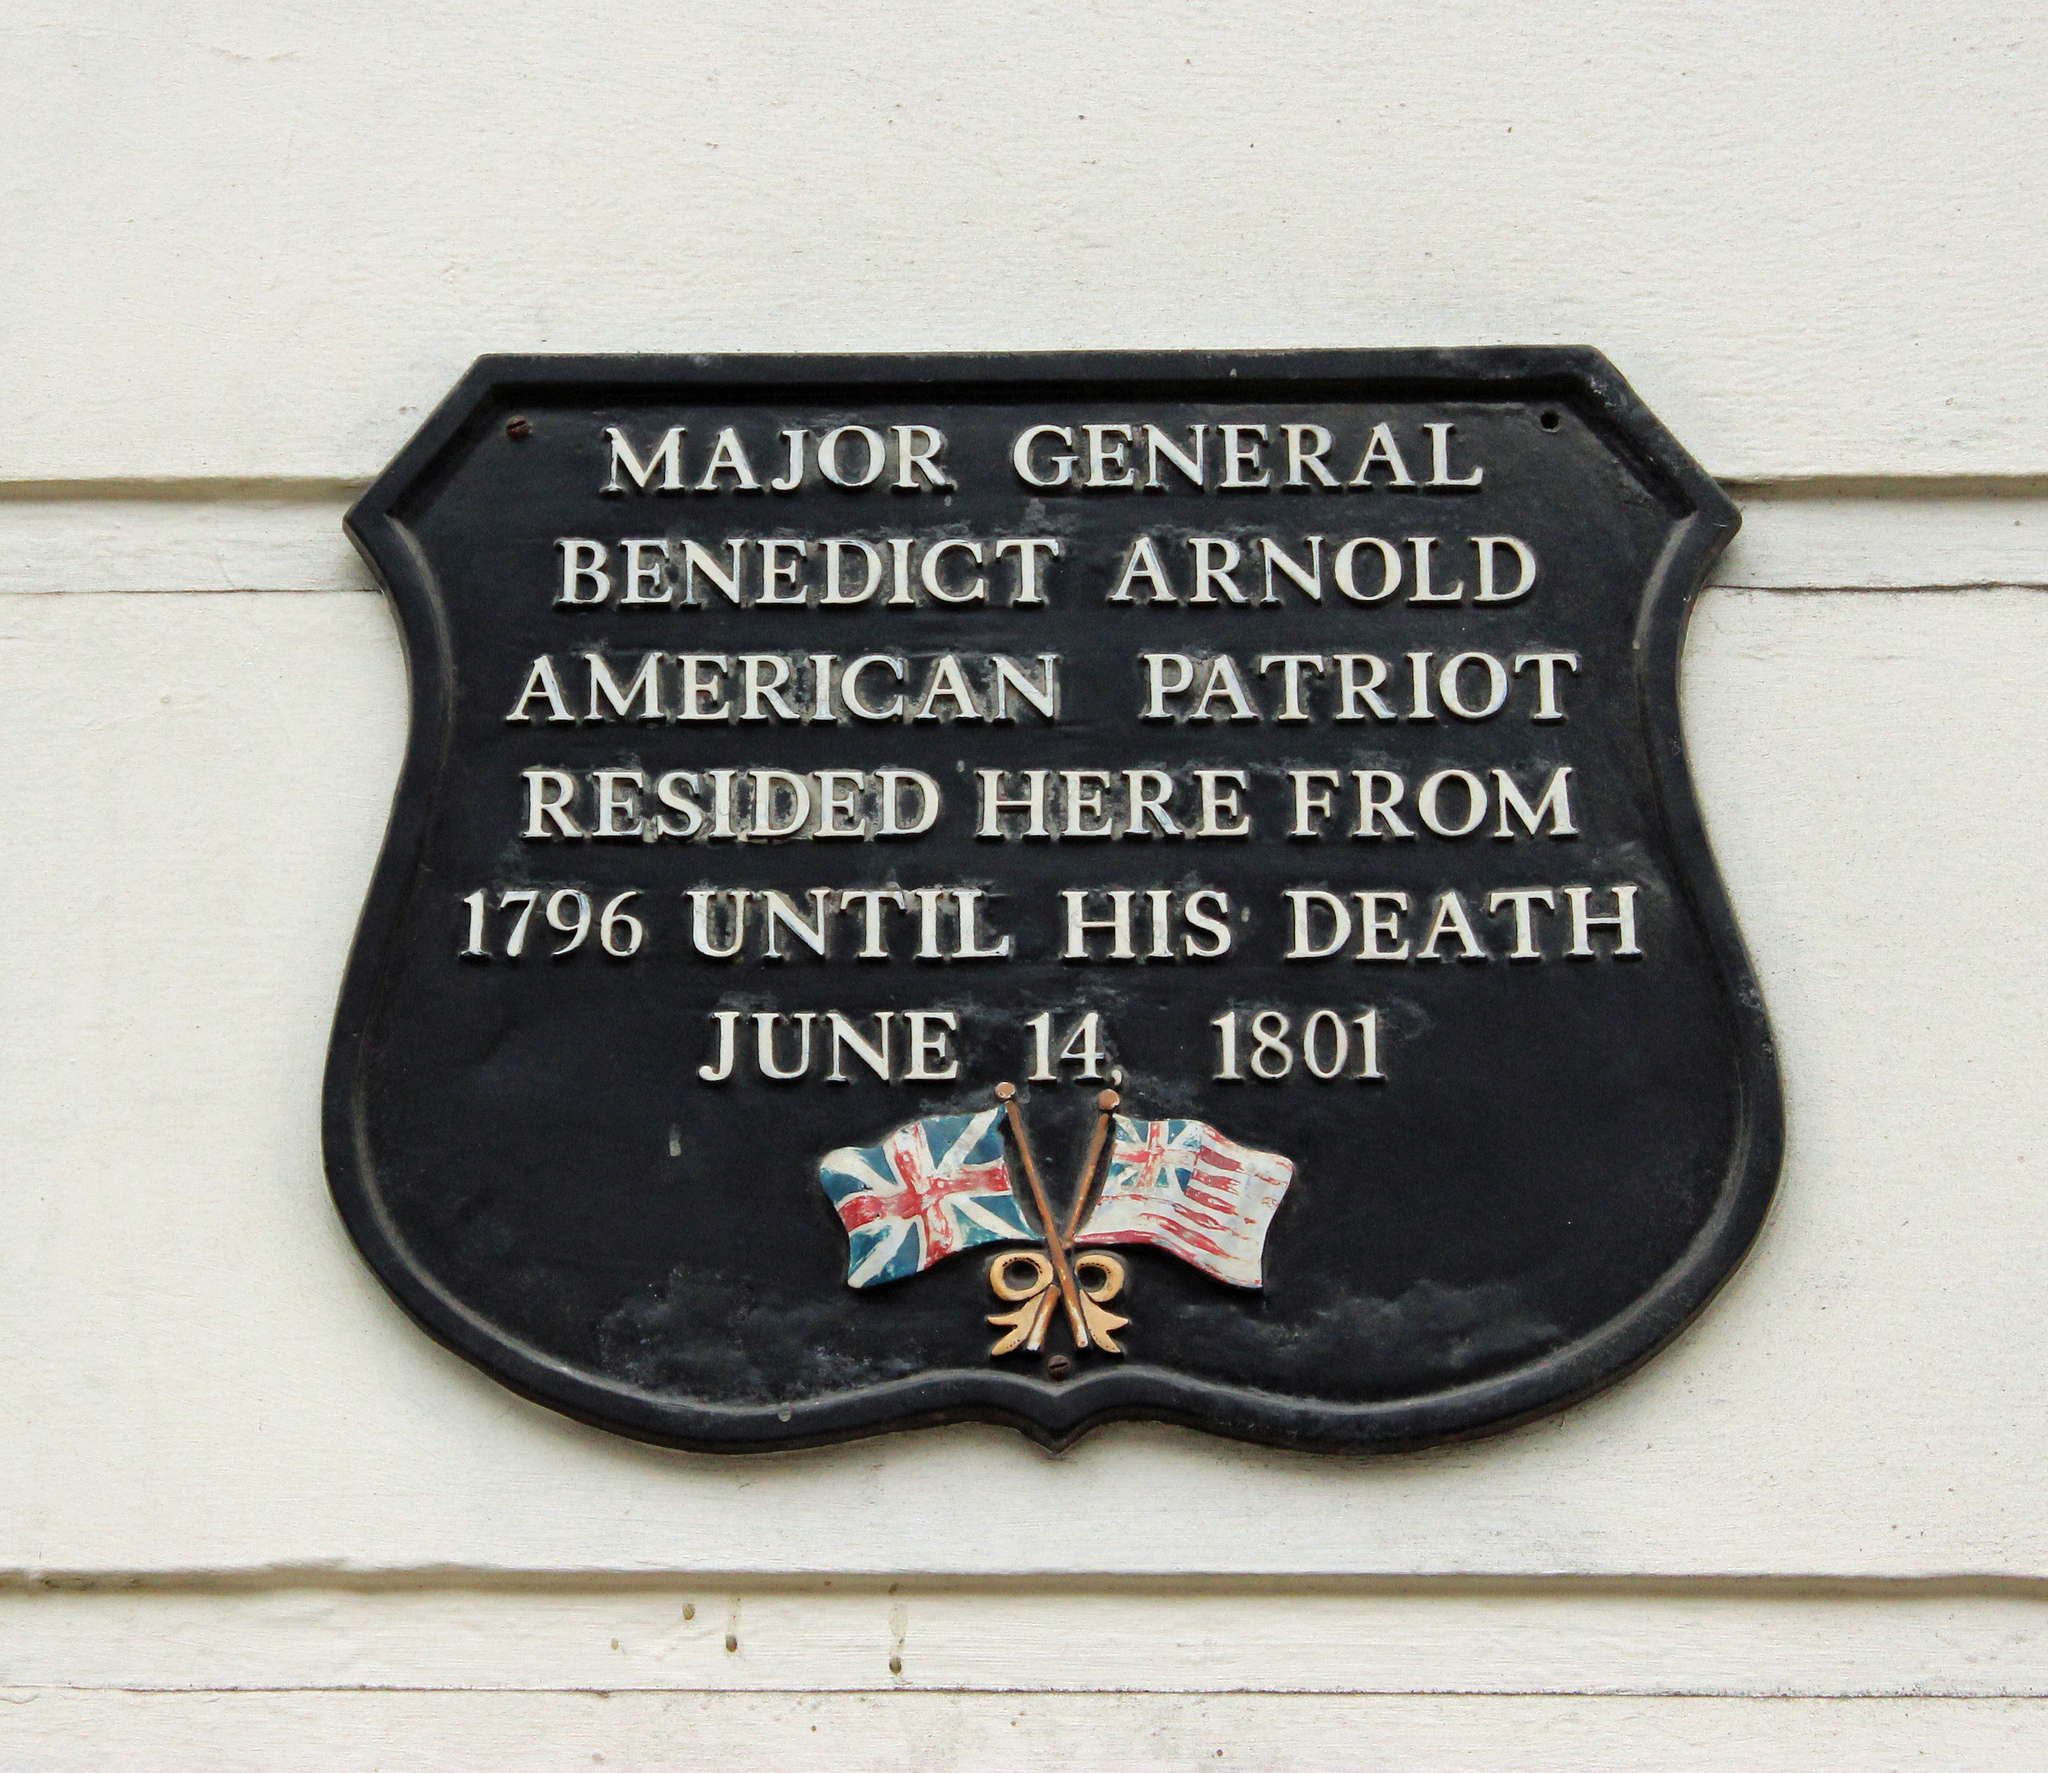 MAJOR GENERAL
BENEDICT ARNOLD
AMERICAN PATRIOT
RESIDED HERE FROM
1796 UNTIL HIS DEATH
JUNE 14, 1801